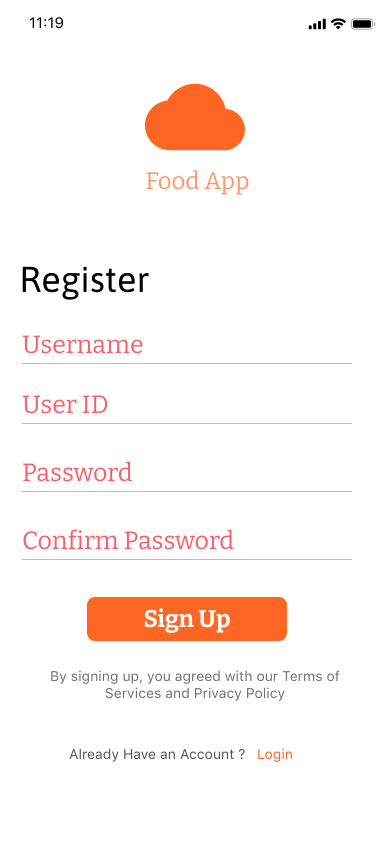 11:19
Food App
Register
Username
User ID
Password
Confirm Password
Sign Up
By signing up, you agreed with our Terms of
Services and Privacy Policy
Already Have an Account ? Login